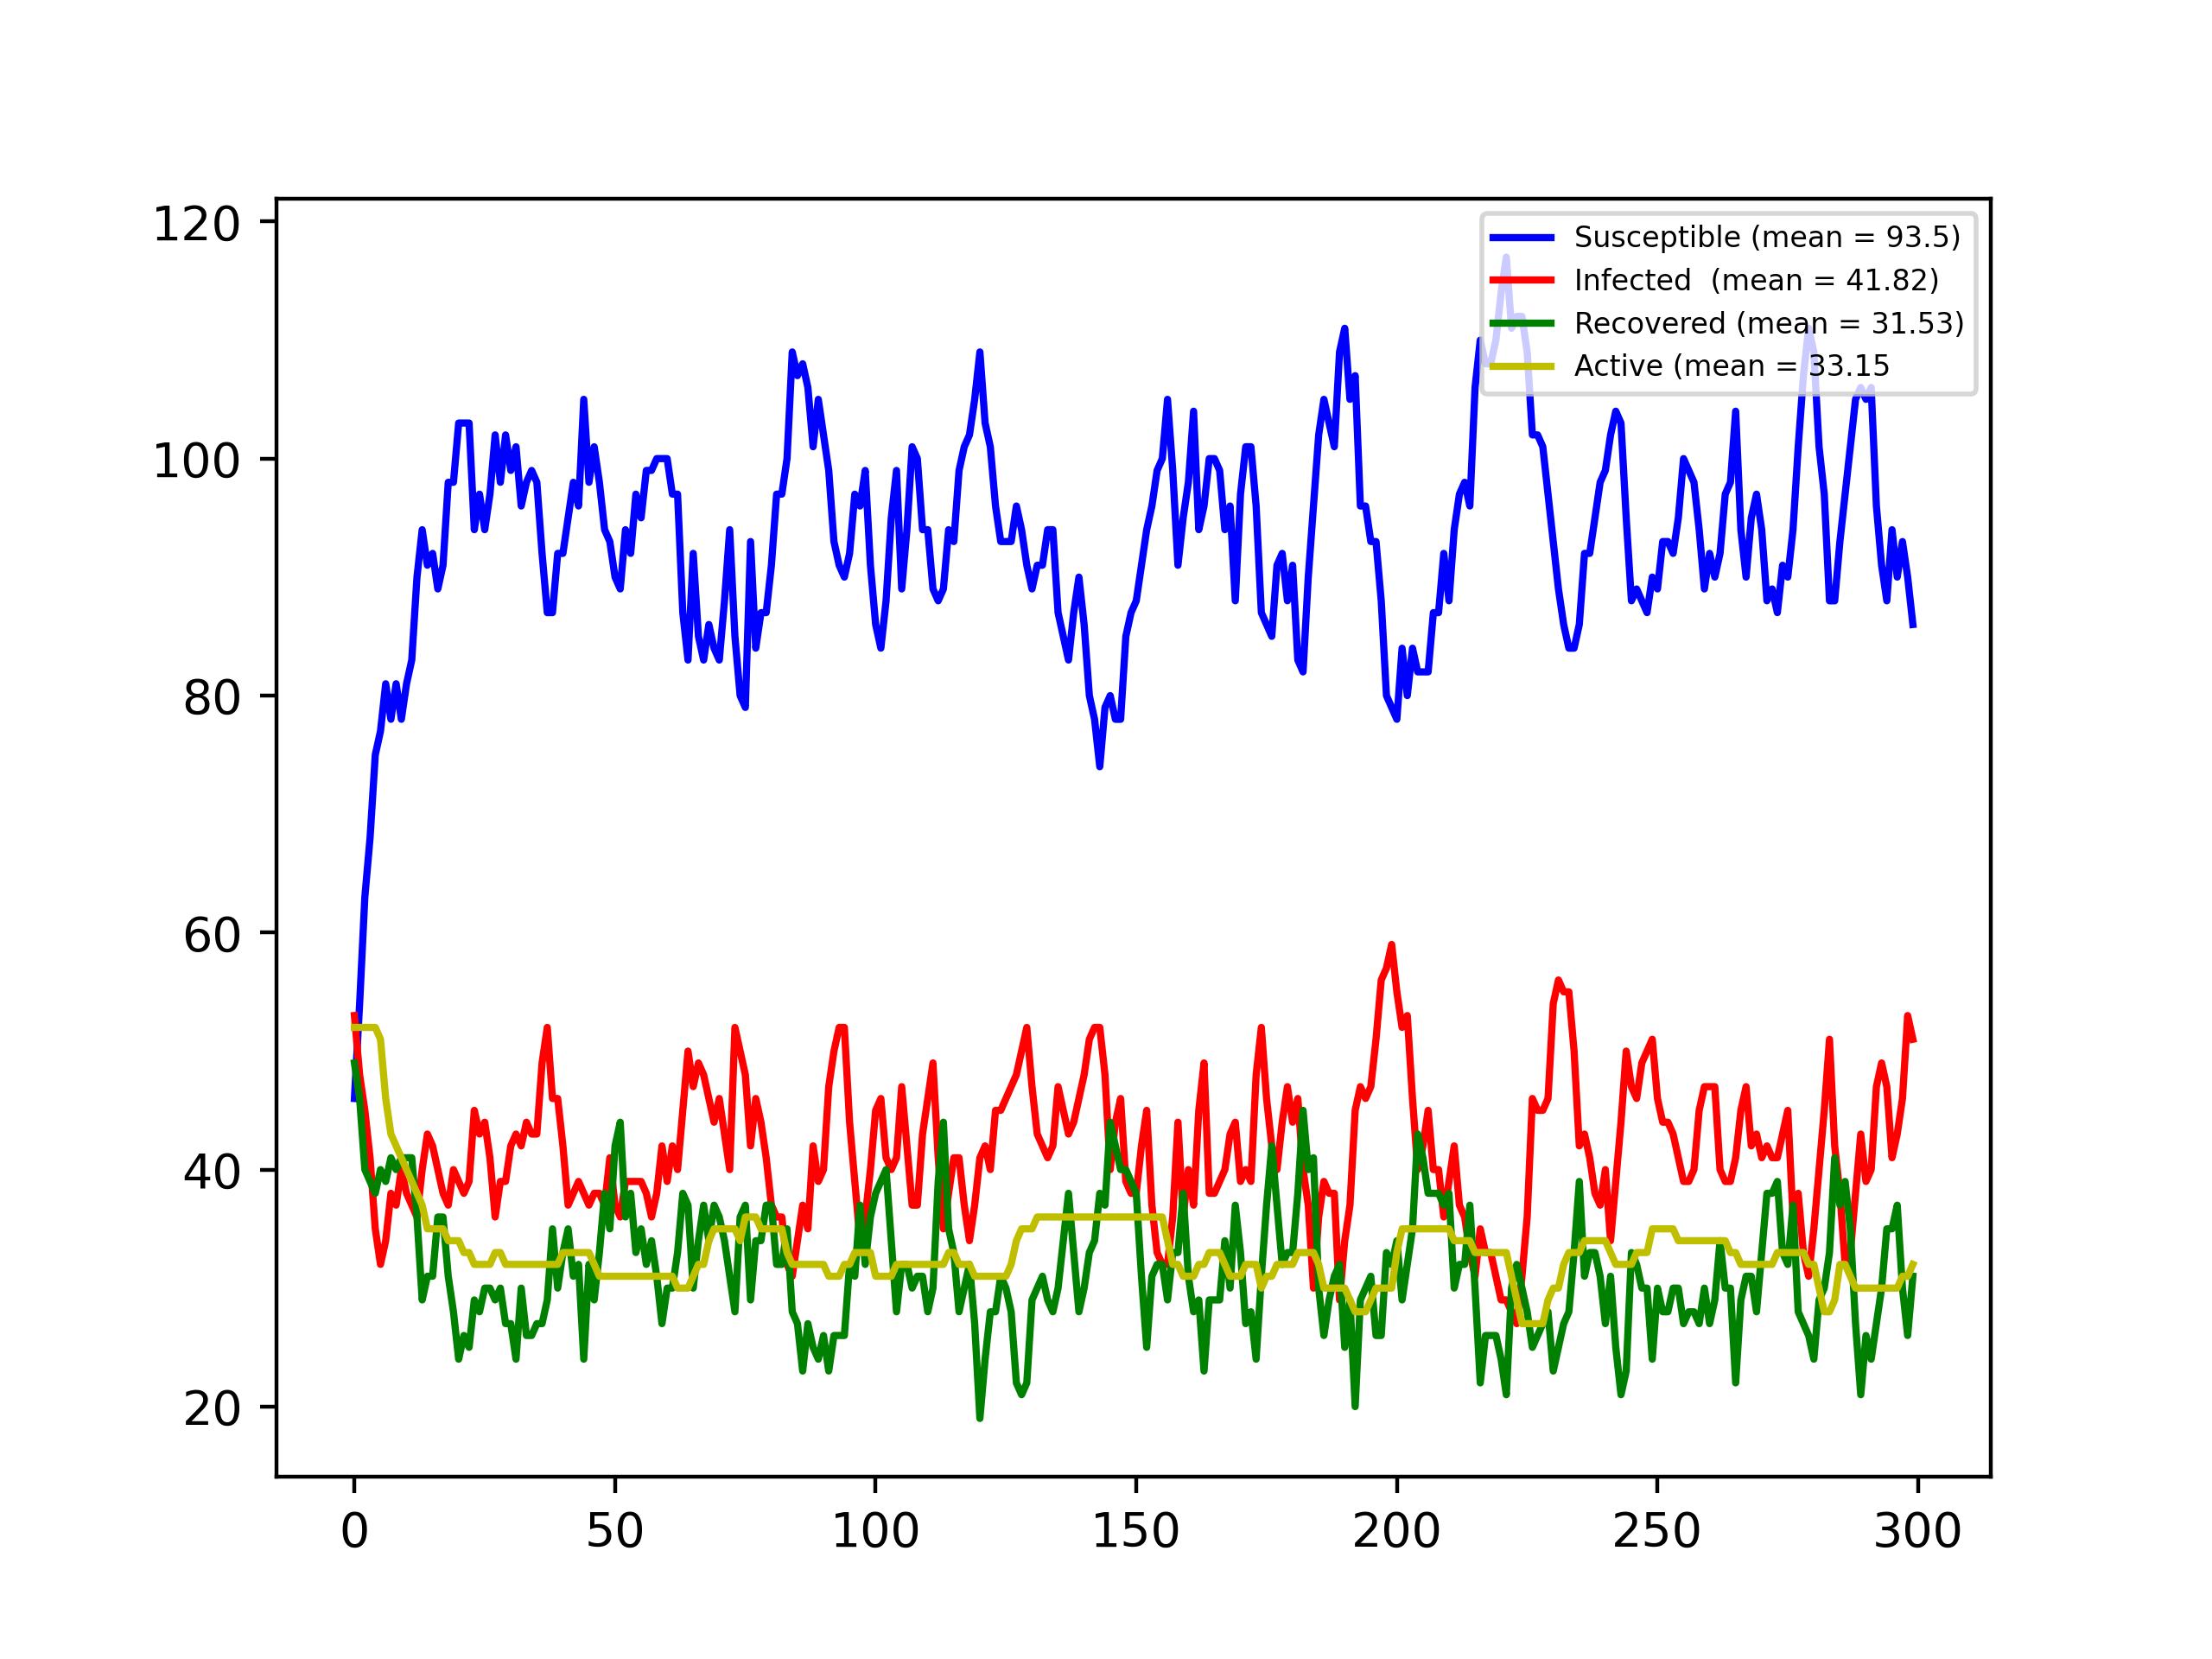 120
100
80
60
40
20
0 50 100 150 200 250 300
Susceptible (mean = 93.5)
Infected  (mean = 41.82)
Recovered (mean = 31.53)
Active (mean = 33.15